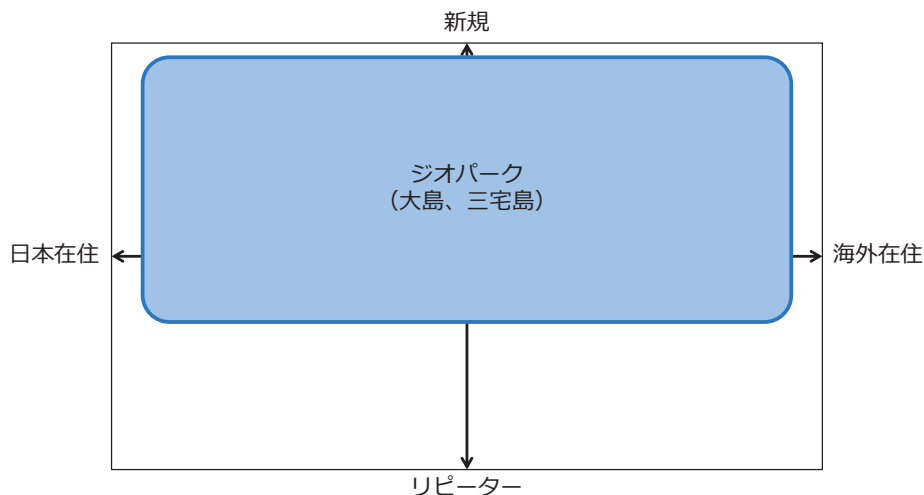 新規
ジオパーク
（大島、三宅島）
日本在住
海外在住
リピーター